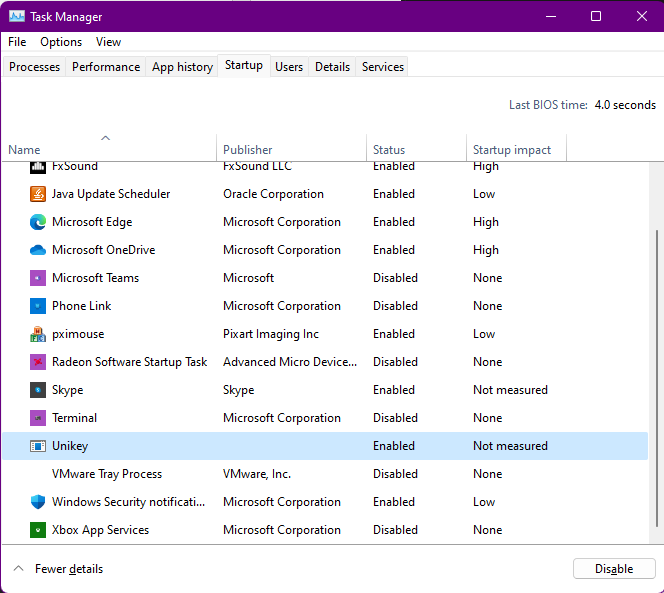 Task Manager
File Options View
Processes Performance App history Startup Users Details Services
Last BIOS time: 4.0 seconds
Name Publisher Status Startup impact
FxSound FxSound LLC Enabled High
Java Update Scheduler Oracle Corporation Enabled Low
Microsoft Edge Microsoft Corporation Enabled High
Microsoft OneDrive Microsoft Corporation Enabled High
Microsoft Teams Microsoft Disabled None
Phone Link Microsoft Corporation Disabled None
pximouse Pixart Imaging Inc Enabled Low
Radeon Software Startup Task Advanced Micro Device... Disabled None
Skype Skype Enabled Not measured
Terminal Microsoft Corporation Disabled None
Unikey Enabled Not measured
VMware Tray Process VMware, Inc. Disabled None
Windows Security notificati... Microsoft Corporation Enabled Low
Xbox App Services Microsoft Corporation Disabled None
Fewer details Disable